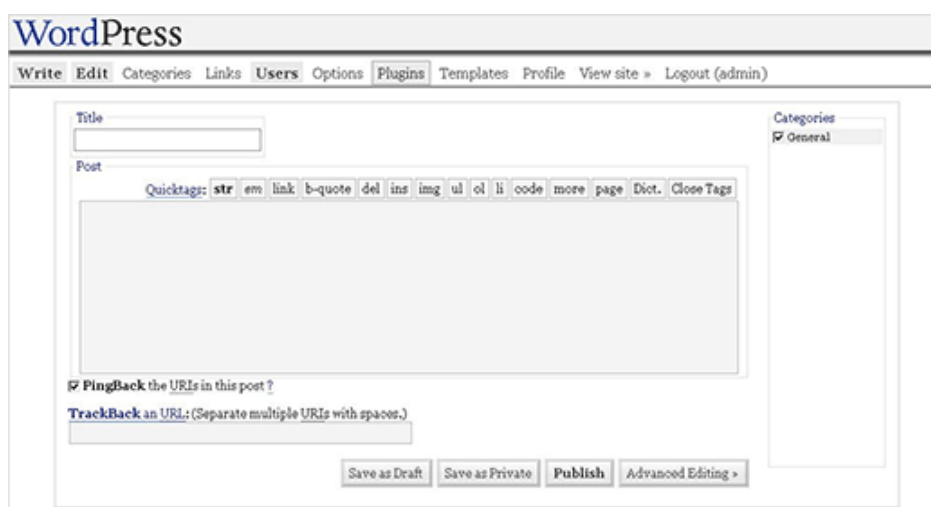 WordPress
Write Edit Categories Links Users Options Plugins Templates Profile View site » Logout (admin)
Title
Categories
General
Post
Quicktags: str em link b-quote del ins img ul ol li code more page Dict. Close Tags
PingBack the URIs in this post ?
TrackBack an URL: (Separate multiple URIs with spaces.)
Save as Draft Save as Private Publish Advanced Editing »